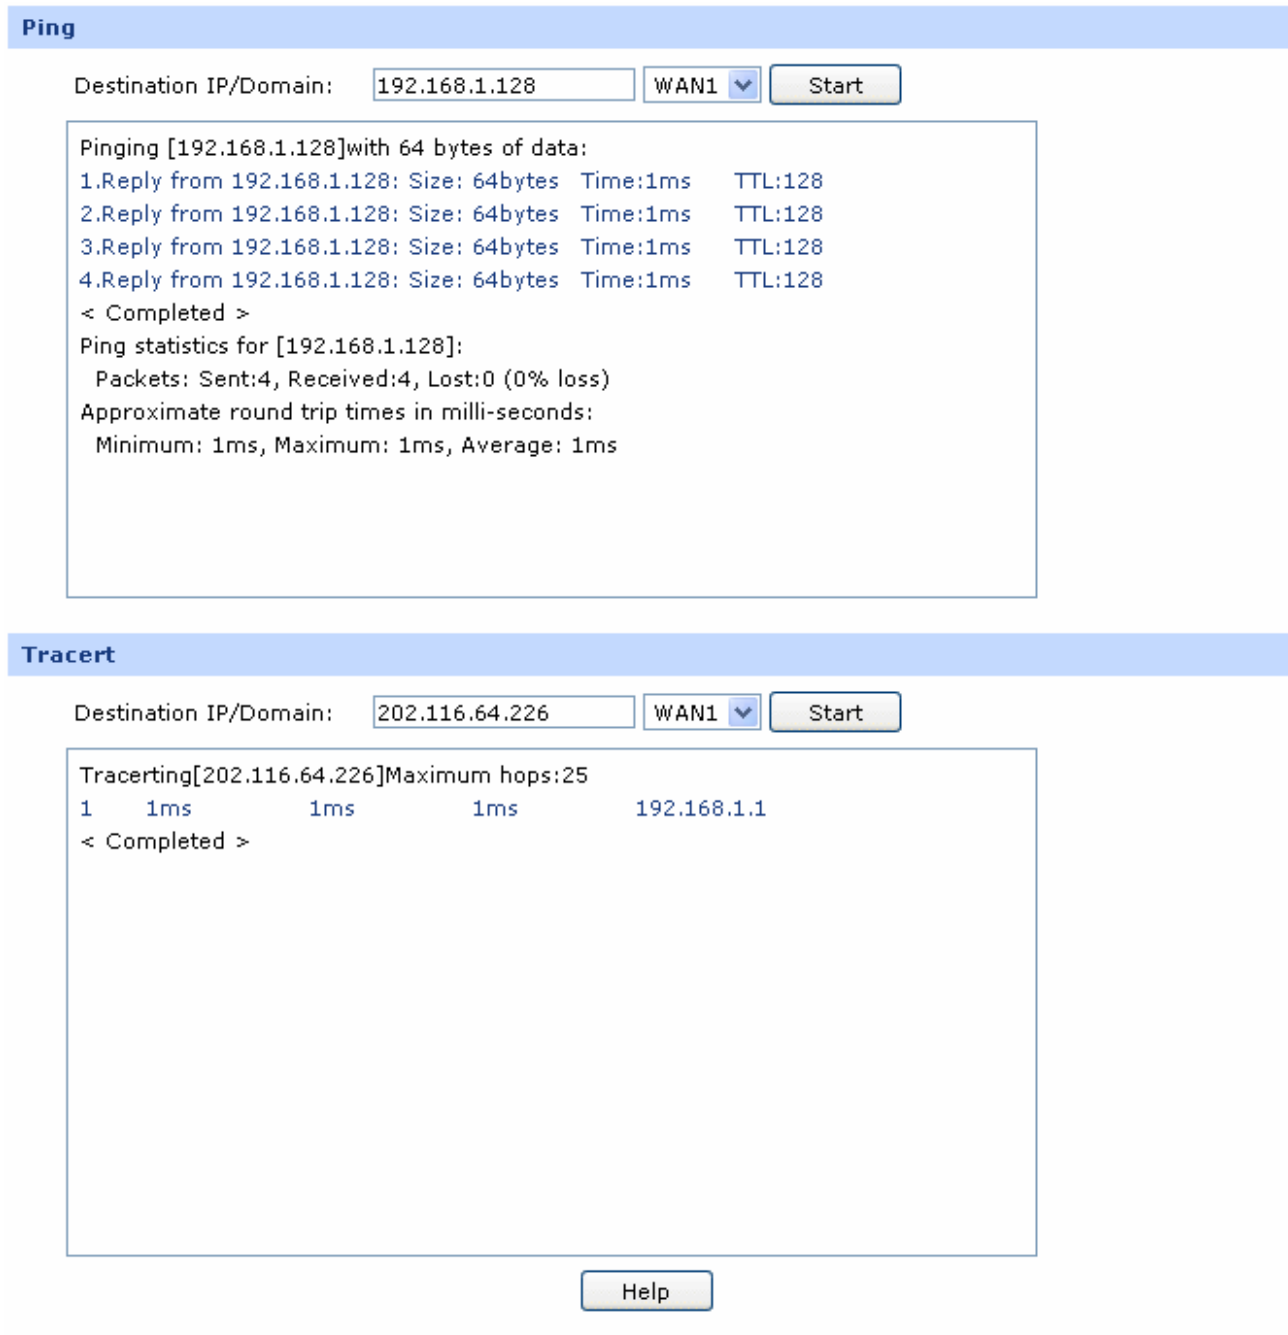 Ping
Destination IP/Domain: 192.168.1.128 WAN1 Start
Pinging [192.168.1.128]with 64 bytes of data:
1.Reply from 192.168.1.128: Size: 64bytes Time:1ms TTL:128
2.Reply from 192.168.1.128: Size: 64bytes Time:1ms TTL:128
3.Reply from 192.168.1.128: Size: 64bytes Time:1ms TTL:128
4.Reply from 192.168.1.128: Size: 64bytes Time:1ms TTL:128
< Completed >
Ping statistics for [192.168.1.128]:
Packets: Sent:4, Received:4, Lost:0 (0% loss)
Approximate round trip times in milli-seconds:
Minimum: 1ms, Maximum: 1ms, Average: 1ms
Tracert
Destination IP/Domain: 202.116.64.226 WAN1 Start
Tracerting[202.116.64.226]Maximum hops:25
1 1ms 1ms 1ms 192.168.1.1
< Completed >
Help